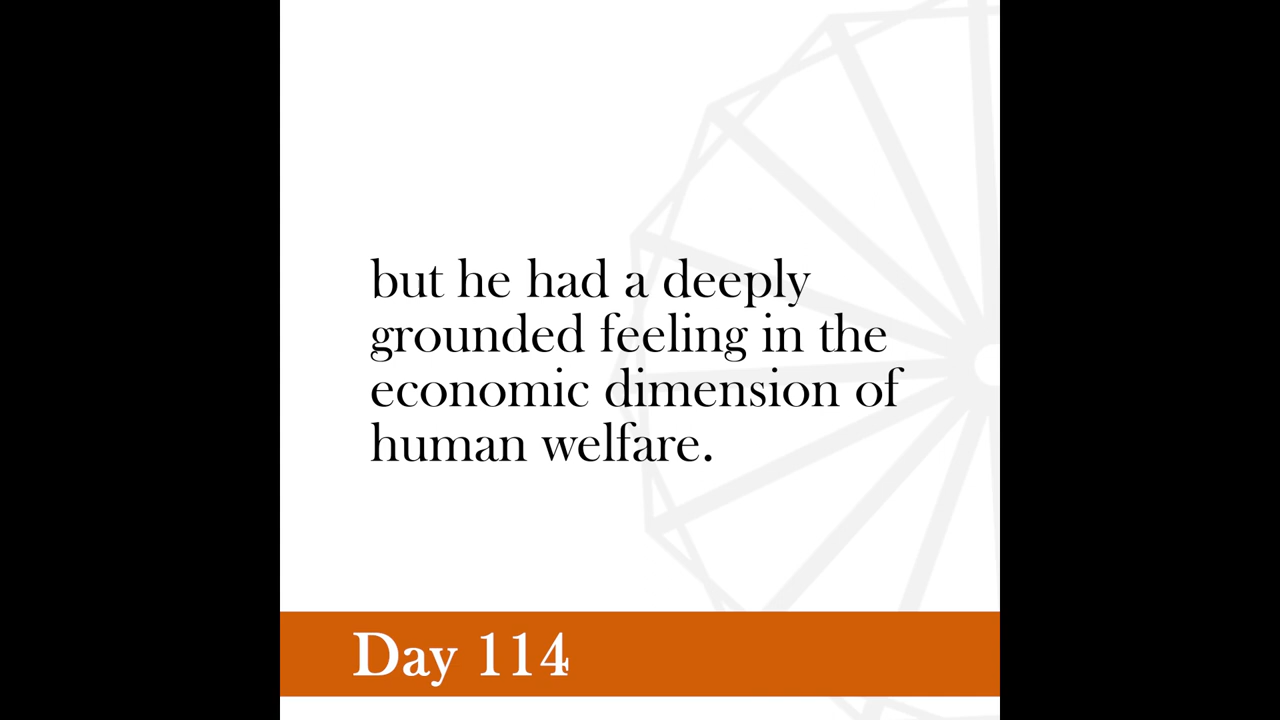 but he had a deeply
grounded feeling in the
economic dimension of
human welfare.
Day 114